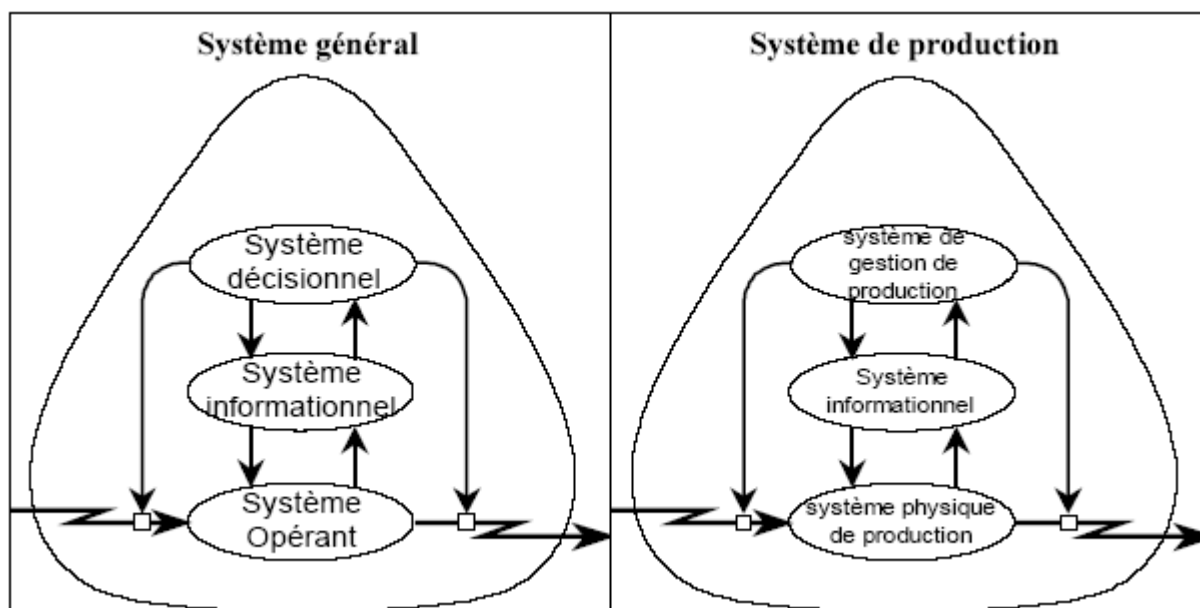 Système général
Système
décisionnel
Système
informationnel
Système
Opérant
Système de production
système de
gestion de
production
Système
informationnel
système physique
de production